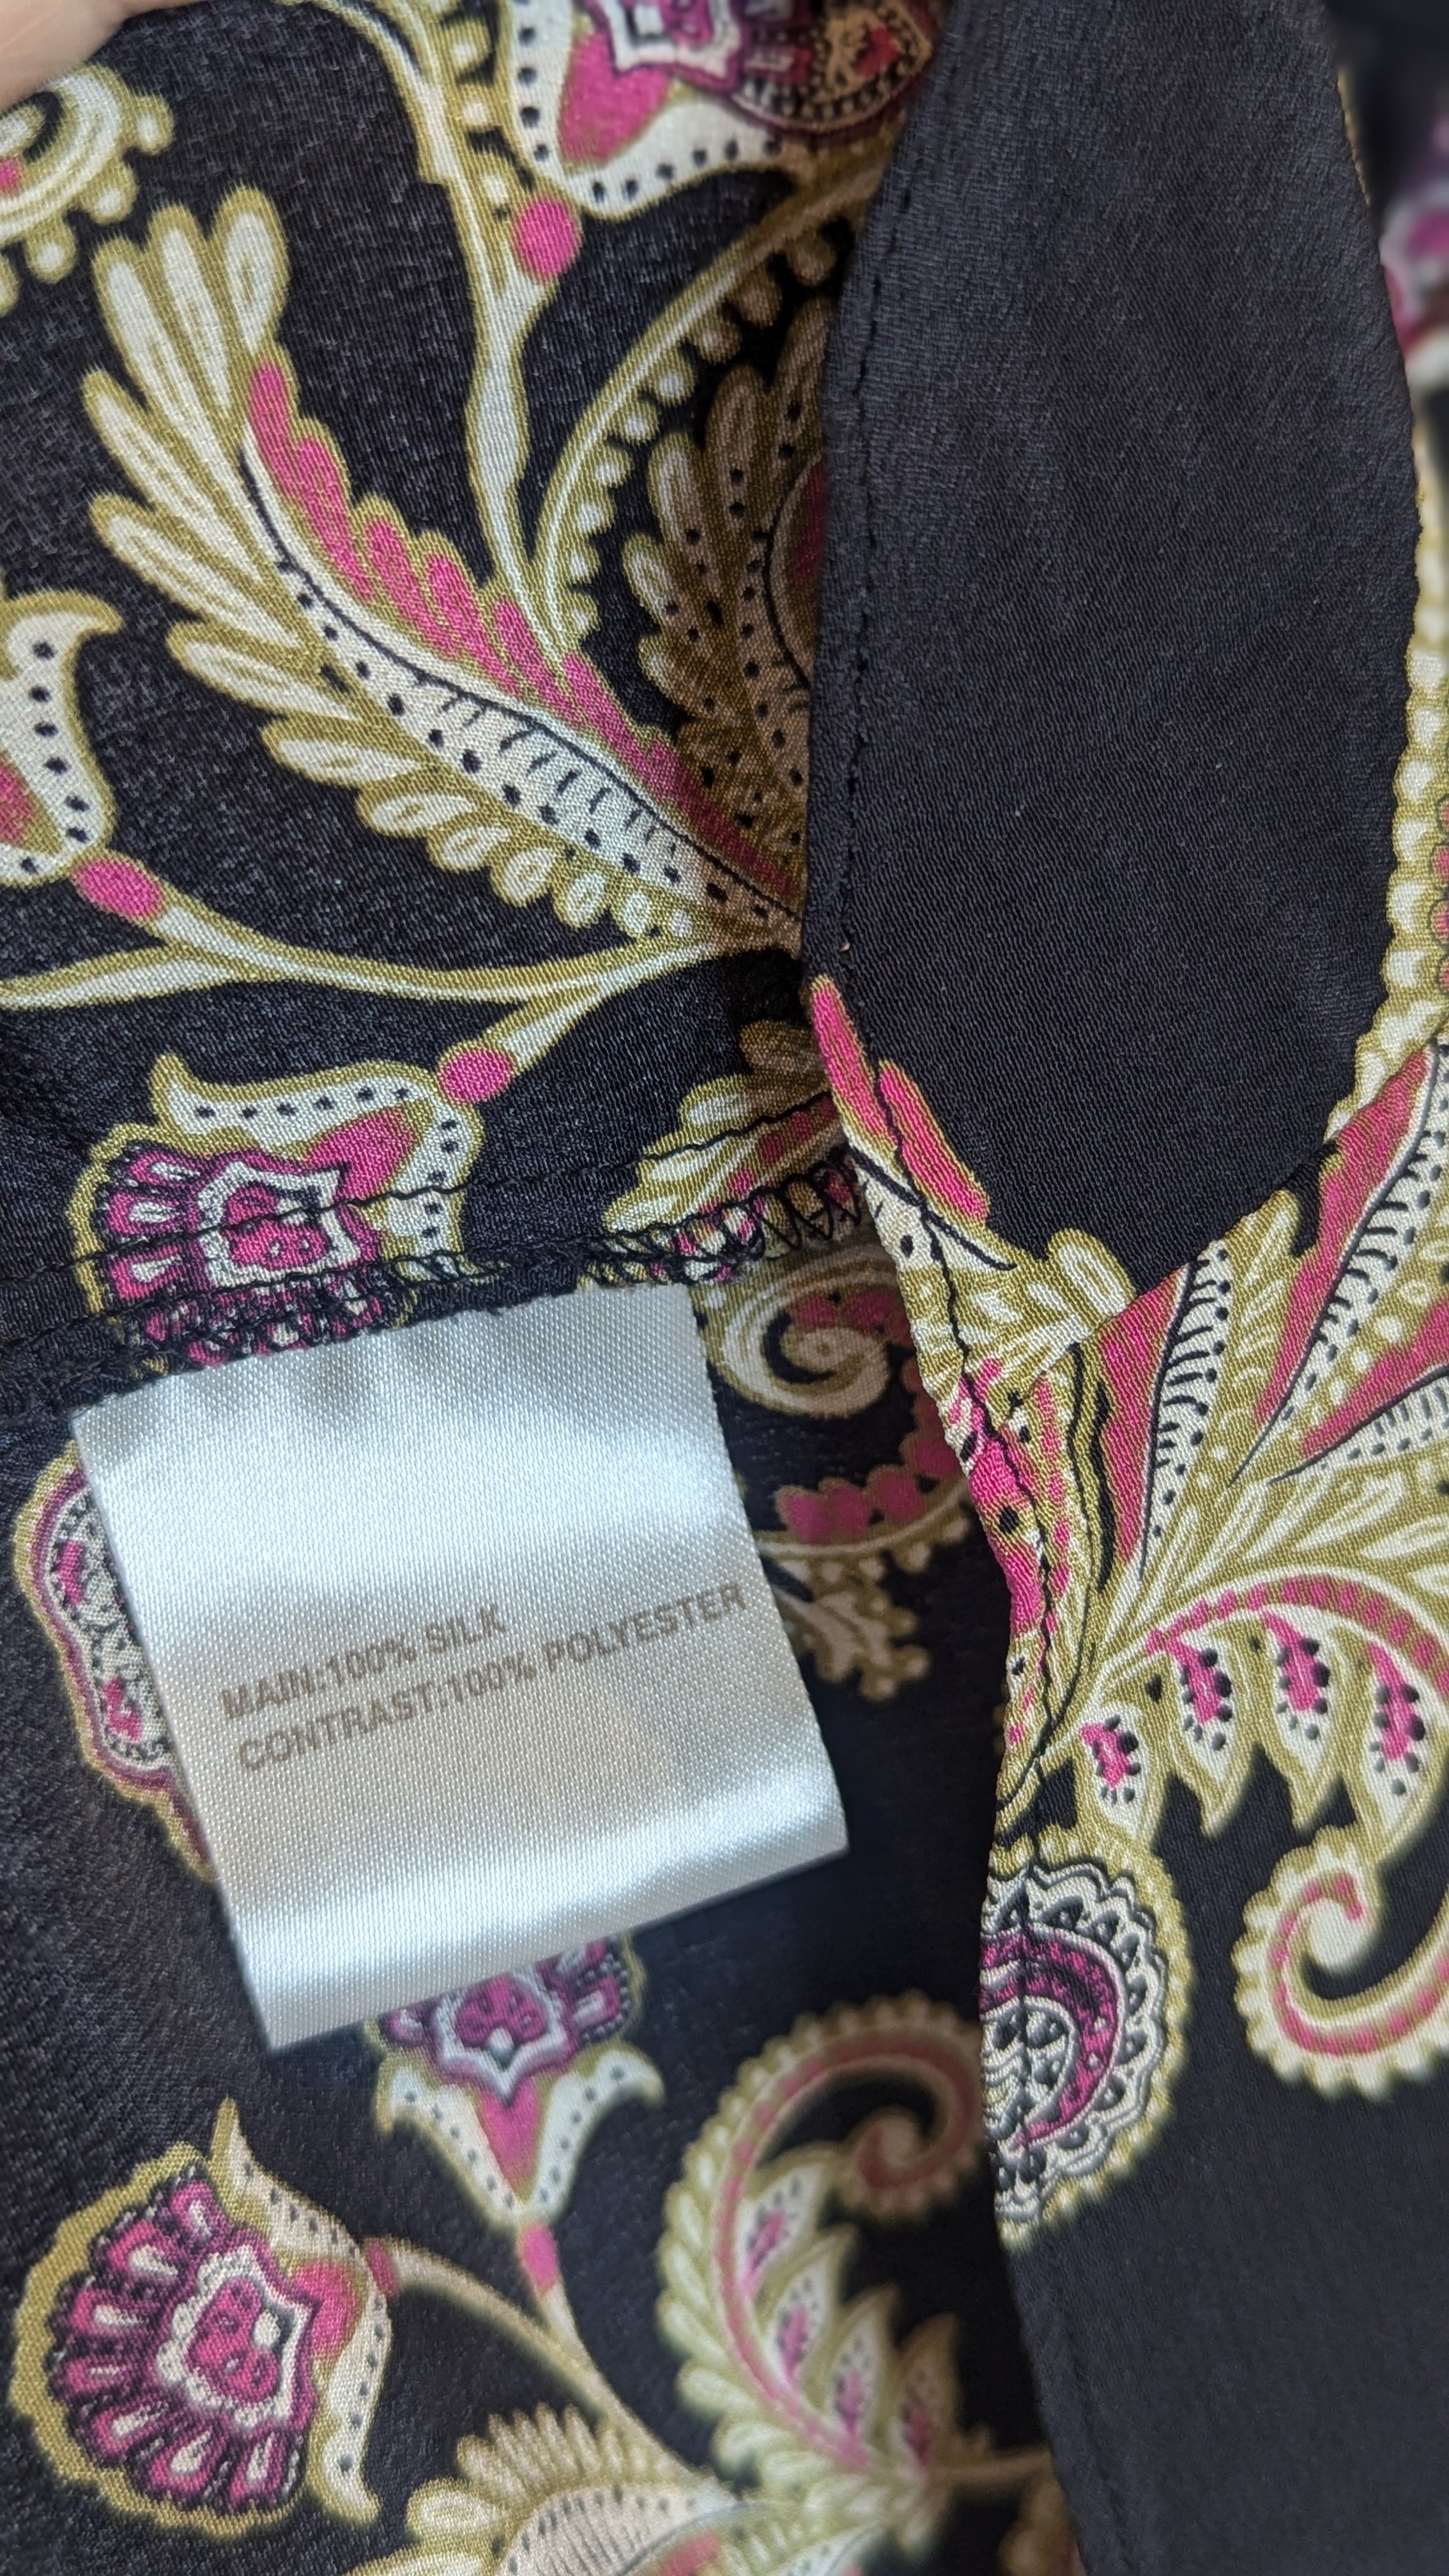 MAIN:100% SILK
CONTRAST:100% POLYESTER